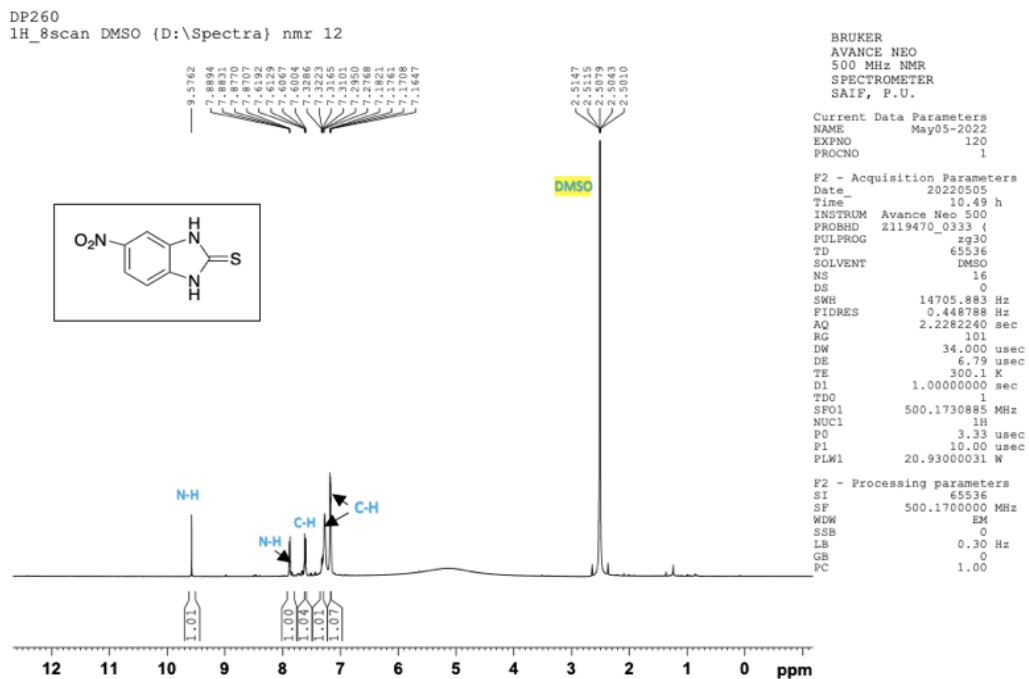 DP260
1H_8scan DMSO {D:\Spectra} nmr 12
9.5762
7.8894
7.8831
7.8770
7.8707
7.6192
7.6129
7.6067
7.6004
7.3286
7.3223
7.3165
7.3101
7.2950
7.2768
7.1821
7.1761
7.1708
7.1647
2.5147
2.5115
2.5079
2.5043
2.5010
DMSO
O2N
H
N
S
N
H
N-H
N-H
C-H
C-H
1.01
1.00
1.04
1.01
1.07
12 11 10 9 8 7 6 5 4 3 2 1 0 ppm
BRUKER
AVANCE NEO
500 MHz NMR
SPECTROMETER
SAIF, P.U.
Current Data Parameters
NAME May05-2022
EXPNO 120
PROCNO 1
F2 - Acquisition Parameters
Date_ 20220505
Time 10.49 h
INSTRUM Avance Neo 500
PROBHD Z119470_0333 (
PULPROG zg30
TD 65536
SOLVENT DMSO
NS 16
DS 0
SWH 14705.883 Hz
FIDRES 0.448788 Hz
AQ 2.2282240 sec
RG 101
DW 34.000 usec
DE 6.79 usec
TE 300.1 K
D1 1.00000000 sec
TD0 1
SFO1 500.1730885 MHz
NUC1 1H
P0 3.33 usec
P1 10.00 usec
PLW1 20.93000031 W
F2 - Processing parameters
SI 65536
SF 500.1700000 MHz
WDW EM
SSB 0
LB 0.30 Hz
GB 0
PC 1.00